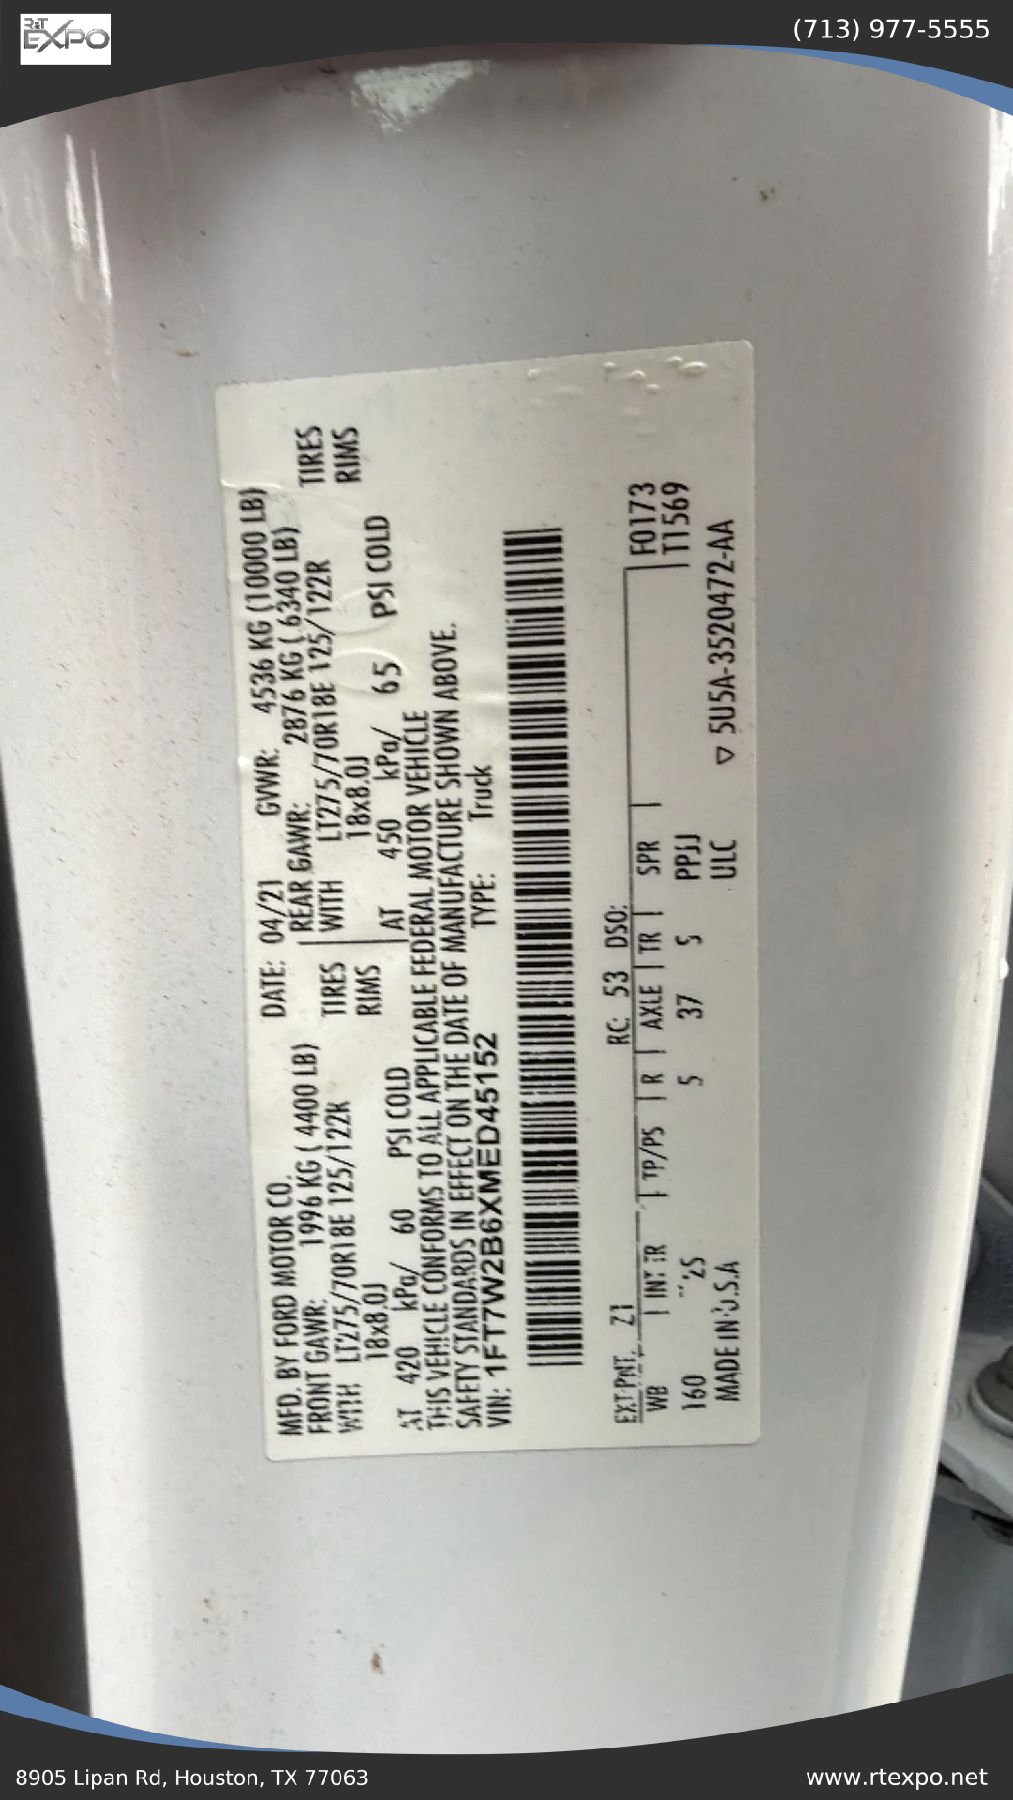 R&T
EXPO
(713) 977-5555
MFD. BY FORD MOTOR CO. DATE: 04/21 GVWR: 4536 KG (10000 LB)
FRONT GAWR: 1996 KG ( 4400 LB) REAR GAWR: 2876 KG ( 6340 LB)
WITH LT275/70R18E 125/122R TIRES WITH LT275/70R18E 125/122R TIRES
18x8.0J RIMS 18x8.0J RIMS
AT 420 kPa/ 60 PSI COLD AT 450 kPa/ 65 PSI COLD
THIS VEHICLE CONFORMS TO ALL APPLICABLE FEDERAL MOTOR VEHICLE
SAFETY STANDARDS IN EFFECT ON THE DATE OF MANUFACTURE SHOWN ABOVE.
VIN: 1FT7W2B6XMED45152 TYPE: Truck
EXT PNT. Z1 RC: 53 DSO:
WB INT TR TP/PS R AXLE TR SPR F0173
160 5 37 S PPJJ T1569
MADE IN U.S.A ULC
▽ 5U5A-3520472-AA
8905 Lipan Rd, Houston, TX 77063
www.rtexpo.net